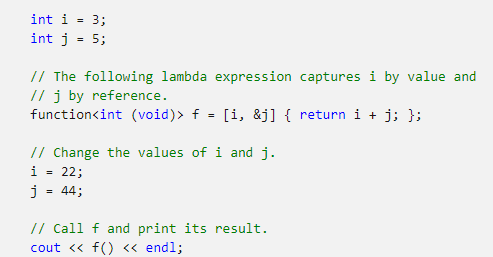 int i = 3;
int j = 5;
// The following lambda expression captures i by value and
// j by reference.
function<int (void)> f = [i, &j] { return i + j; };
// Change the values of i and j.
i = 22;
j = 44;
// Call f and print its result.
cout << f() << endl;